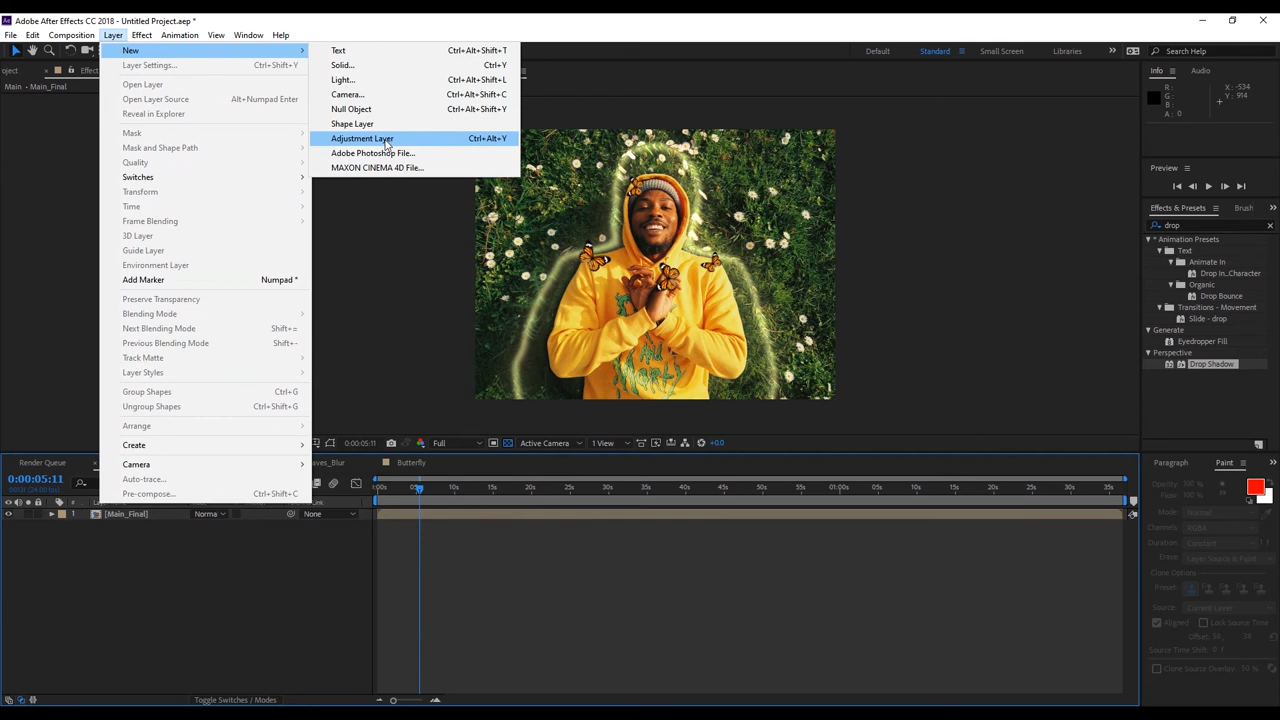 Adobe After Effects CC 2018 - Untitled Project.aep *
File Edit Composition Layer Effect Animation View Window Help
New
Layer Settings... Ctrl+Shift+Y
Open Layer
Open Layer Source Alt+Numpad Enter
Reveal in Explorer
Mask
Mask and Shape Path
Quality
Switches
Transform
Time
Frame Blending
3D Layer
Guide Layer
Environment Layer
Add Marker Numpad *
Preserve Transparency
Blending Mode
Next Blending Mode Shift+=
Previous Blending Mode Shift+-
Track Matte
Layer Styles
Group Shapes Ctrl+G
Ungroup Shapes Ctrl+Shift+G
Arrange
Create
Camera
Auto-trace...
Pre-compose... Ctrl+Shift+C
Text Ctrl+Alt+Shift+T
Solid... Ctrl+Y
Light... Ctrl+Alt+Shift+L
Camera... Ctrl+Alt+Shift+C
Null Object Ctrl+Alt+Shift+Y
Shape Layer
Adjustment Layer Ctrl+Alt+Y
Adobe Photoshop File...
MAXON CINEMA 4D File...
Default Standard Small Screen Libraries Search Help
oject Effect
Main • Main_Final
Info Audio
R : X : -534
G : Y : 914
B :
A : 0
Preview
Effects & Presets Brush
drop
* Animation Presets
Text
Animate In
Drop In..Character
Organic
Drop Bounce
Transitions - Movement
Slide - drop
Generate
Eyedropper Fill
Perspective
Drop Shadow
0:00:05:11 Full Active Camera 1 View +0.0
Render Queue aves_Blur Butterfly
0:00:05:11
:00s 05s 10s 15s 20s 25s 30s 35s 40s 45s 50s 55s 01:00s 05s 10s 15s 20s 25s 30s 35s
1 [Main_Final] Norma None
Toggle Switches / Modes
Paragraph Paint
Opacity: 100 %
Flow: 100 %
Mode: Normal
Channels: RGBA
Duration: Constant 1 f
Erase: Layer Source & Paint
Clone Options
Preset:
Source: Current Layer
Aligned Lock Source Time
Source Time Shift: 0 f
Clone Source Overlay: 50 %